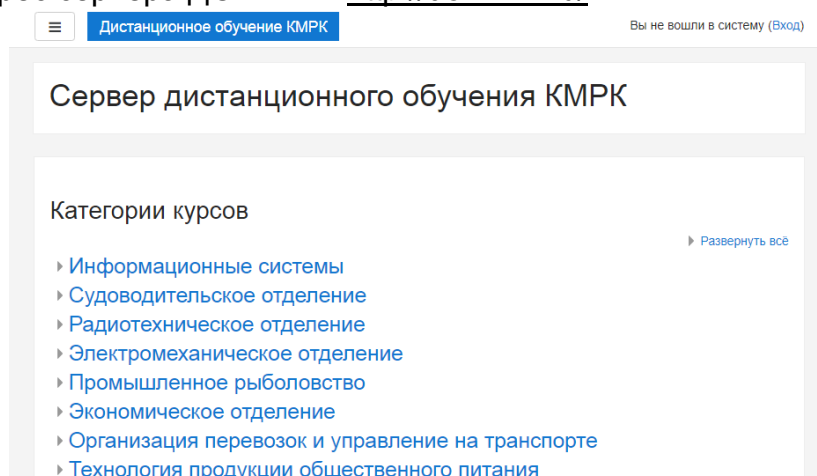 Дистанционное обучение КМРК
Вы не вошли в систему (Вход)
Сервер дистанционного обучения КМРК
Категории курсов
Развернуть всё
Информационные системы
Судоводительское отделение
Радиотехническое отделение
Электромеханическое отделение
Промышленное рыболовство
Экономическое отделение
Организация перевозок и управление на транспорте
Технология продукции общественного питания